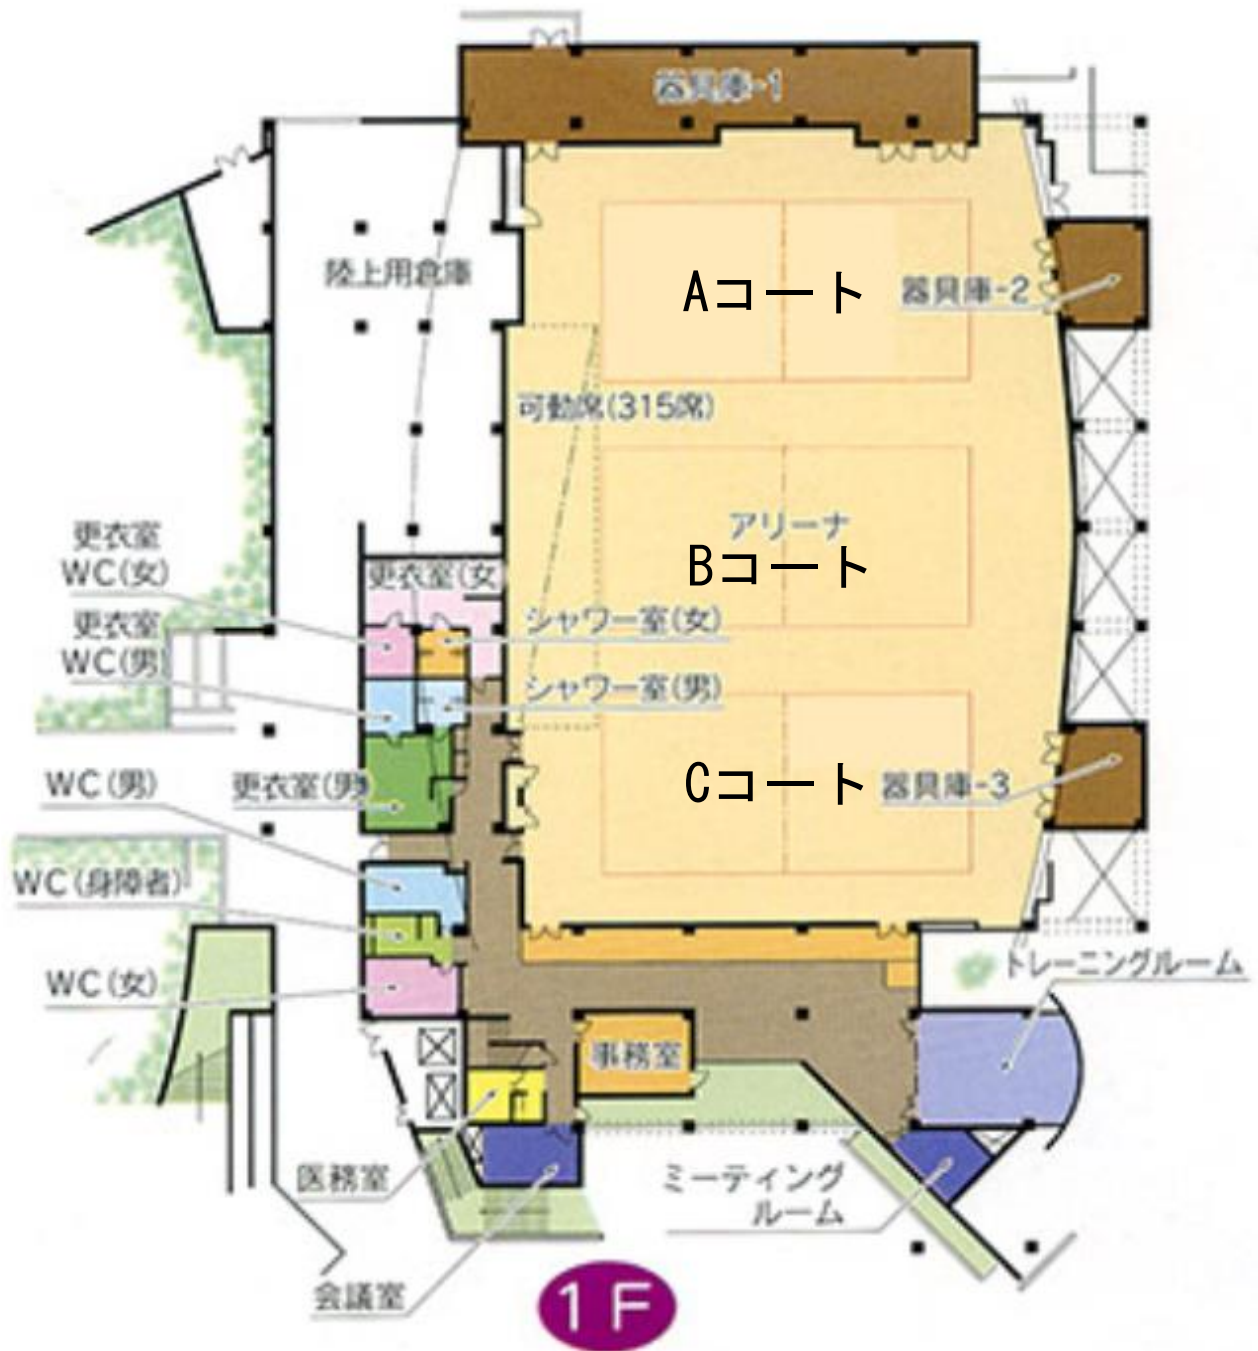 器具庫-1
陸上用倉庫
Aコート
器具庫-2
可動席(315席)
アリーナ
Bコート
更衣室
WC(女)
更衣室(女
更衣室
WC(男)
シャワー室(女)
シャワー室(男)
WC(男)
更衣室(男
Cコート
器具庫-3
WC(身障者)
WC(女)
トレーニングルーム
事務室
医務室
ミーティング
ルーム
会議室
1F